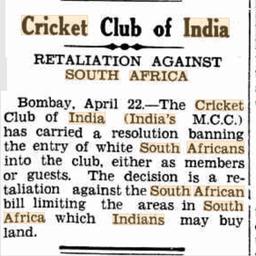 Cricket Club of India
RETALIATION AGAINST
SOUTH AFRICA
Bombay, April 22.—The Cricket
Club of India (India's M.C.C.)
has carried a resolution banning
the entry of white South Africans
into the club, either as members
or guests. The decision is a re-
taliation against the South African
bill limiting the areas in South
Africa which Indians may buy
land.